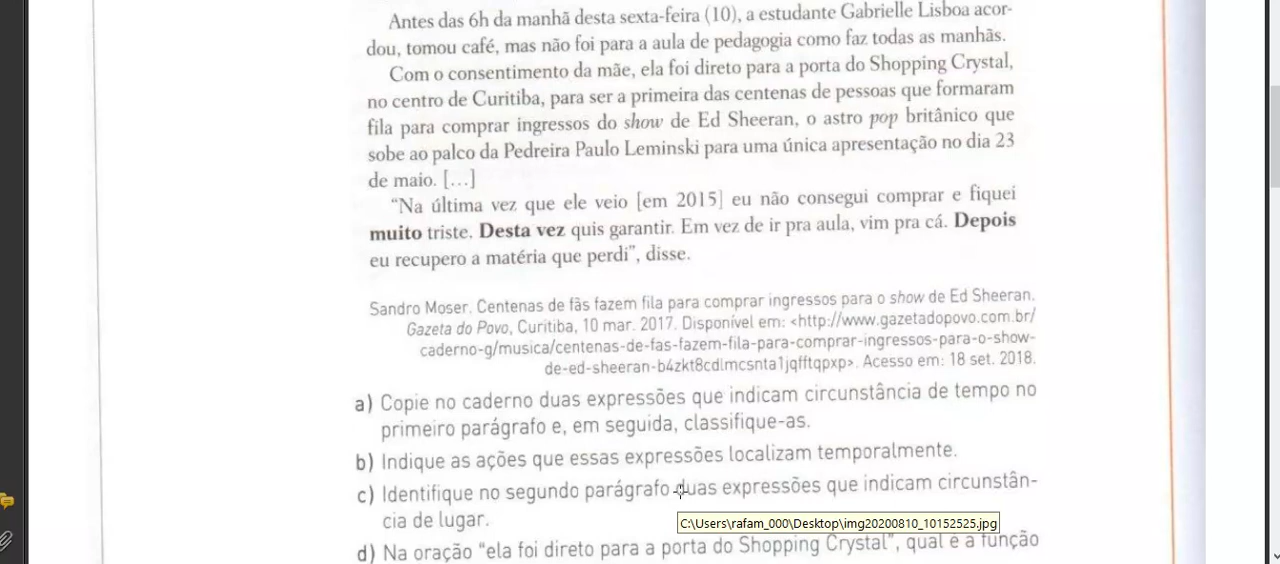 Antes das 6h da manhã desta sexta-feira (10), a estudante Gabrielle Lisboa acor-
dou, tomou café, mas não foi para a aula de pedagogia como faz todas as manhãs.
Com o consentimento da mãe, ela foi direto para a porta do Shopping Crystal,
no centro de Curitiba, para ser a primeira das centenas de pessoas que formaram
fila para comprar ingressos do show de Ed Sheeran, o astro pop britânico que
sobe ao palco da Pedreira Paulo Leminski para uma única apresentação no dia 23
de maio. [...]
“Na última vez que ele veio [em 2015] eu não consegui comprar e fiquei
muito triste. Desta vez quis garantir. Em vez de ir pra aula, vim pra cá. Depois
eu recupero a matéria que perdi”, disse.
Sandro Moser. Centenas de fãs fazem fila para comprar ingressos para o show de Ed Sheeran.
Gazeta do Povo, Curitiba, 10 mar. 2017. Disponível em: <http://www.gazetadopovo.com.br/
caderno-g/musica/centenas-de-fas-fazem-fila-para-comprar-ingressos-para-o-show-
de-ed-sheeran-b4zkt8cdlmcsnta1jqfftqpxp>. Acesso em: 18 set. 2018.
a) Copie no caderno duas expressões que indicam circunstância de tempo no
primeiro parágrafo e, em seguida, classifique-as.
b) Indique as ações que essas expressões localizam temporalmente.
c) Identifique no segundo parágrafo duas expressões que indicam circunstân-
cia de lugar.
C:\Users\rafam_000\Desktop\img20200810_10152525.jpg
d) Na oração “ela foi direto para a porta do Shopping Crystal”, qual é a função